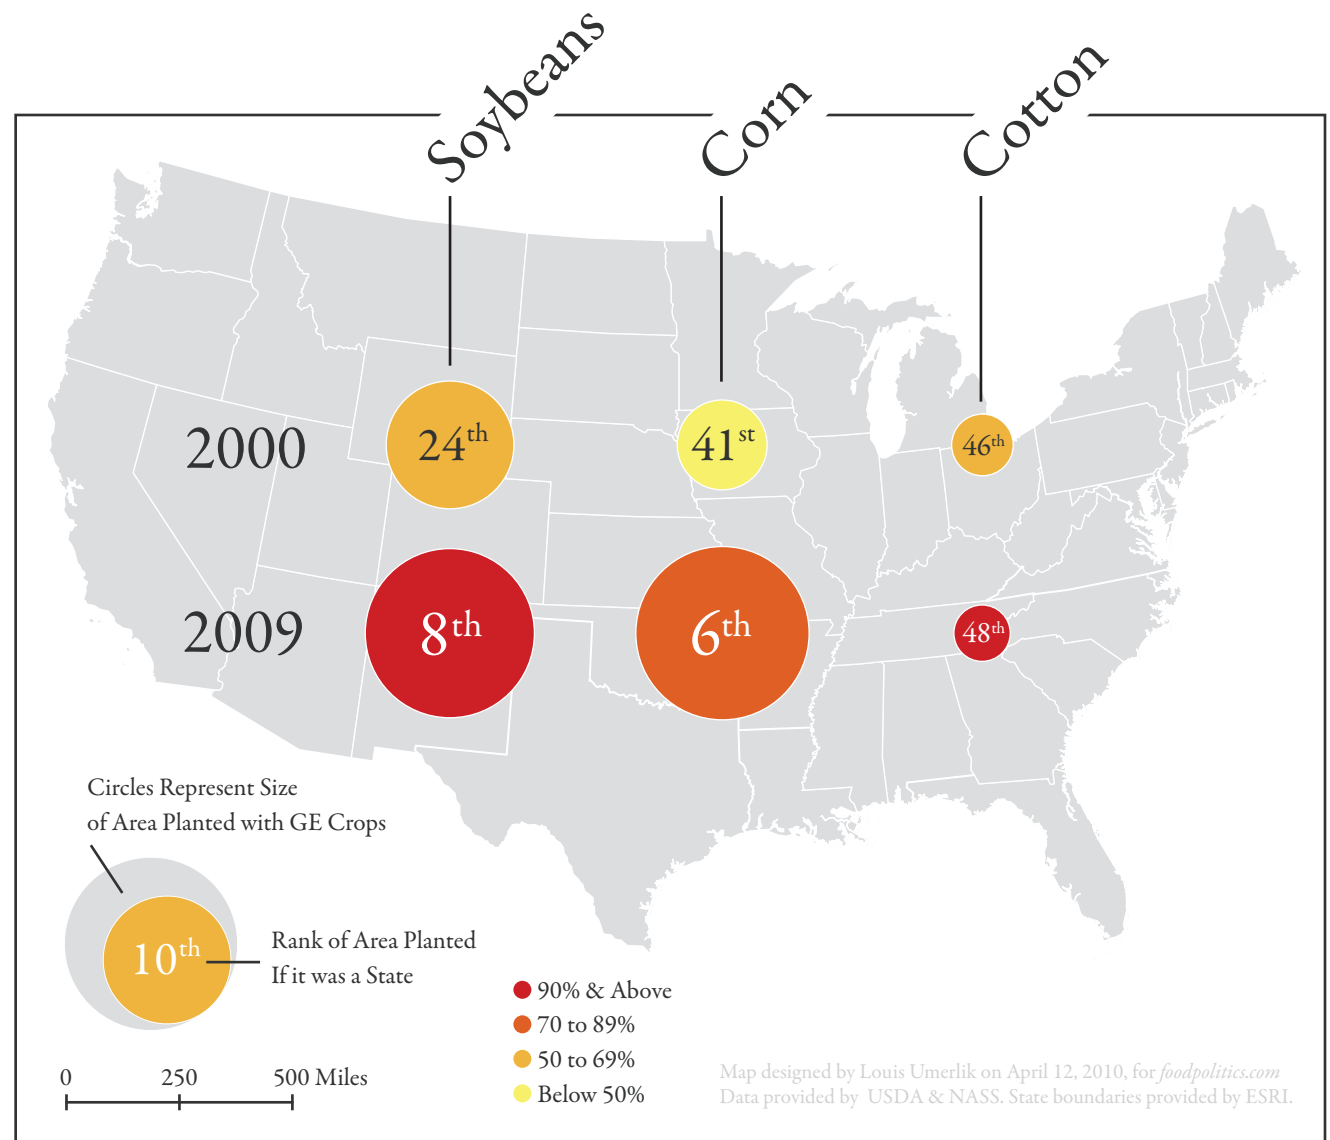 Soybeans
Corn
Cotton
2000
24th
41st
46th
2009
8th
6th
48th
Circles Represent Size
of Area Planted with GE Crops
10th
Rank of Area Planted
If it was a State
90% & Above
70 to 89%
50 to 69%
Below 50%
0 250 500 Miles
Map designed by Louis Umerlik on April 12, 2010, for foodpolitics.com
Data provided by USDA & NASS. State boundaries provided by ESRI.